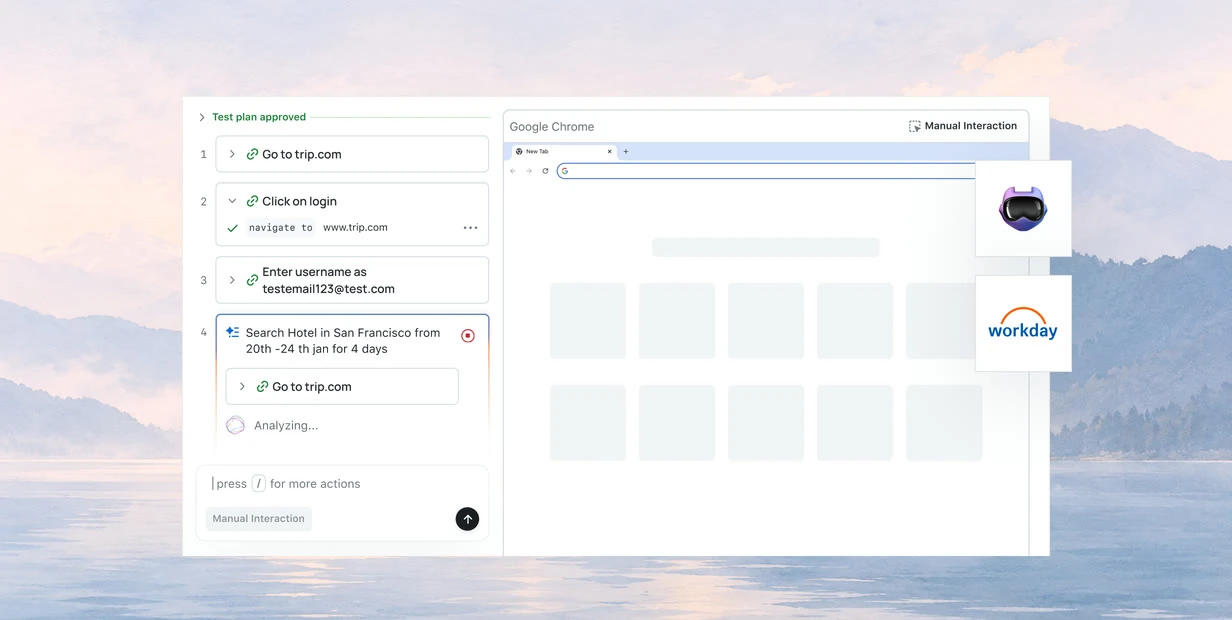 Test plan approved
1
Go to trip.com
2
Click on login
navigate to www.trip.com
3
Enter username as
testemail123@test.com
4
Search Hotel in San Francisco from
20th -24 th jan for 4 days
Go to trip.com
Analyzing...
press / for more actions
Manual Interaction
Google Chrome
Manual Interaction
New Tab
G
workday